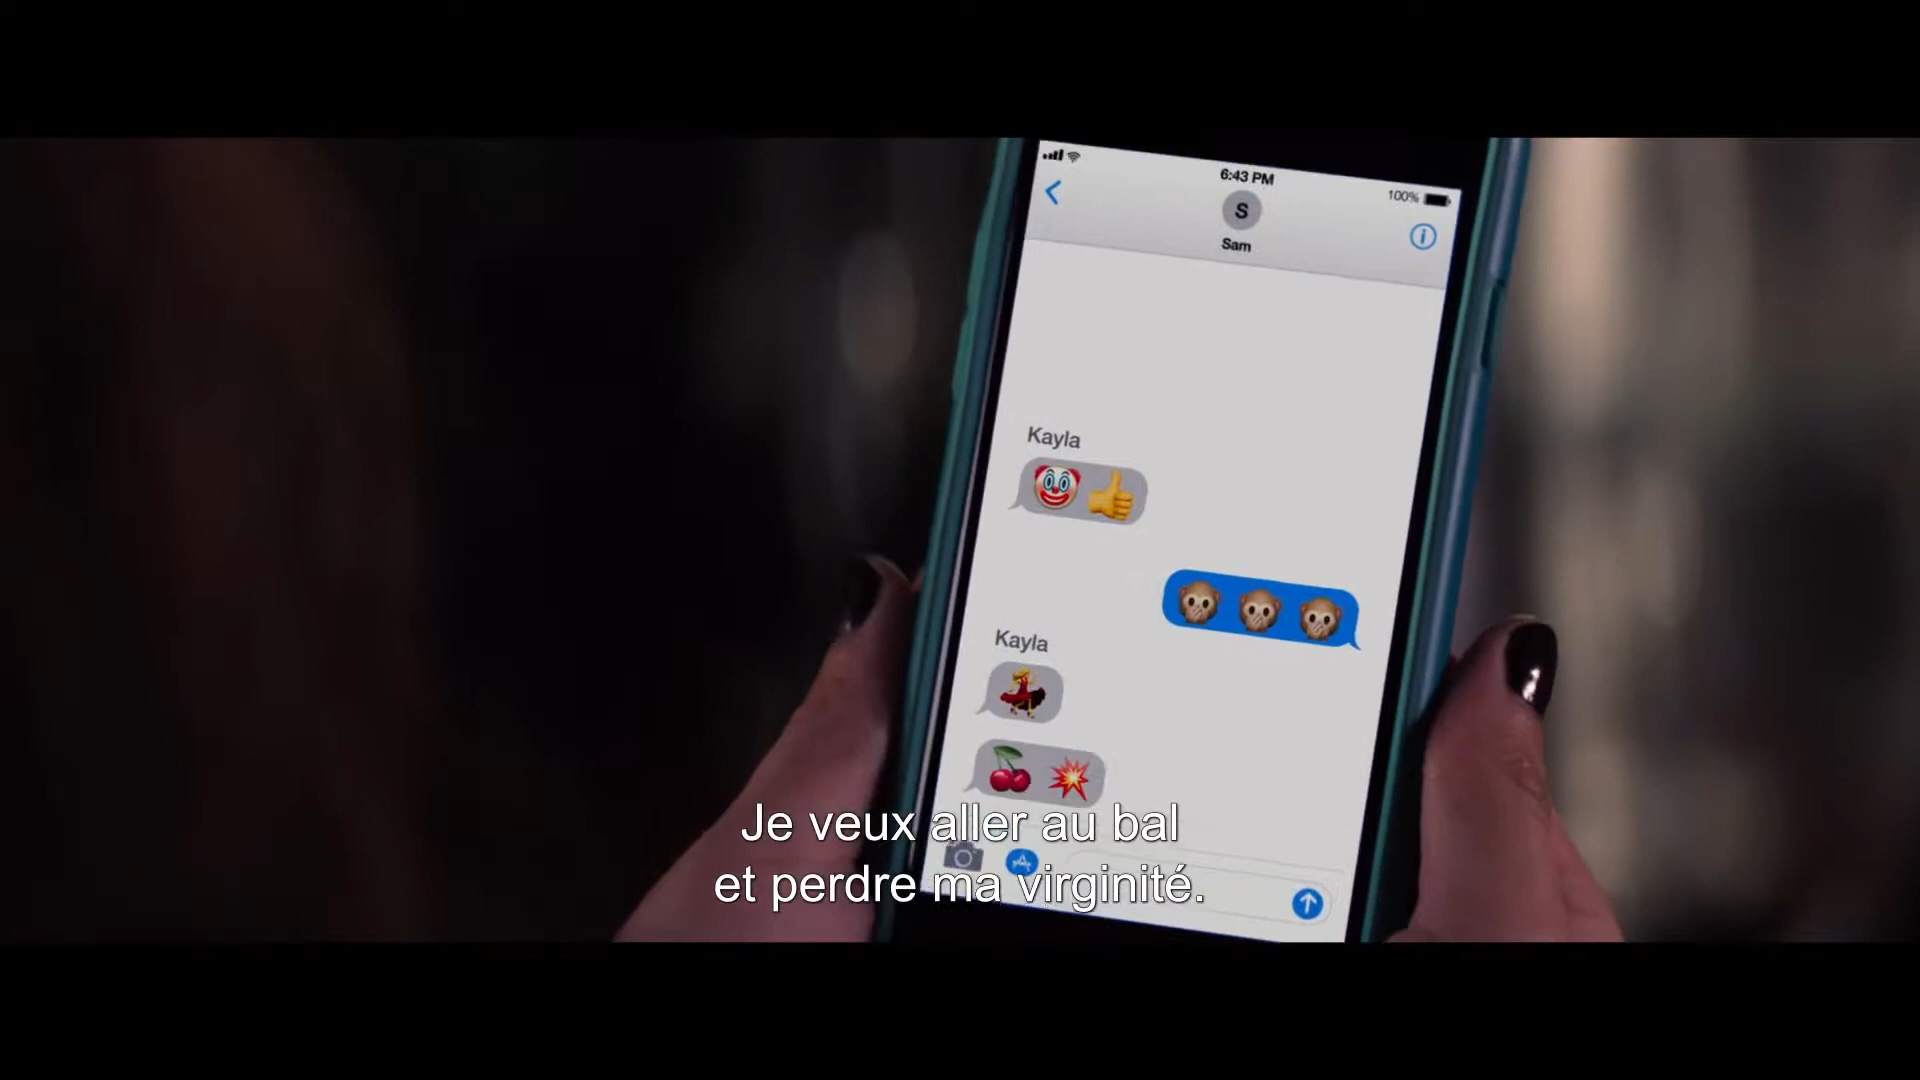 6:43 PM
100%
S
Sam
Kayla
Kayla
Je veux aller au bal
et perdre ma virginité.